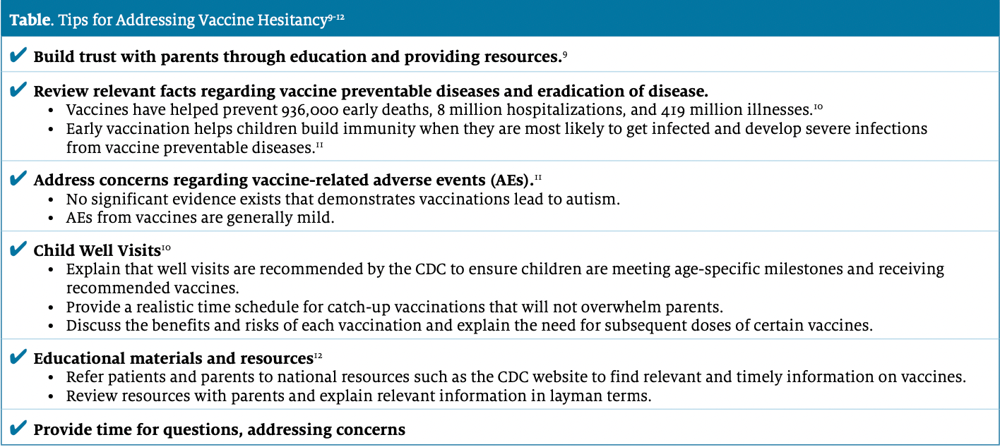 Table. Tips for Addressing Vaccine Hesitancy9-12
✔ Build trust with parents through education and providing resources.9
✔ Review relevant facts regarding vaccine preventable diseases and eradication of disease.
• Vaccines have helped prevent 936,000 early deaths, 8 million hospitalizations, and 419 million illnesses.10
• Early vaccination helps children build immunity when they are most likely to get infected and develop severe infections
from vaccine preventable diseases.11
✔ Address concerns regarding vaccine-related adverse events (AEs).11
• No significant evidence exists that demonstrates vaccinations lead to autism.
• AEs from vaccines are generally mild.
✔ Child Well Visits10
• Explain that well visits are recommended by the CDC to ensure children are meeting age-specific milestones and receiving
recommended vaccines.
• Provide a realistic time schedule for catch-up vaccinations that will not overwhelm parents.
• Discuss the benefits and risks of each vaccination and explain the need for subsequent doses of certain vaccines.
✔ Educational materials and resources12
• Refer patients and parents to national resources such as the CDC website to find relevant and timely information on vaccines.
• Review resources with parents and explain relevant information in layman terms.
✔ Provide time for questions, addressing concerns